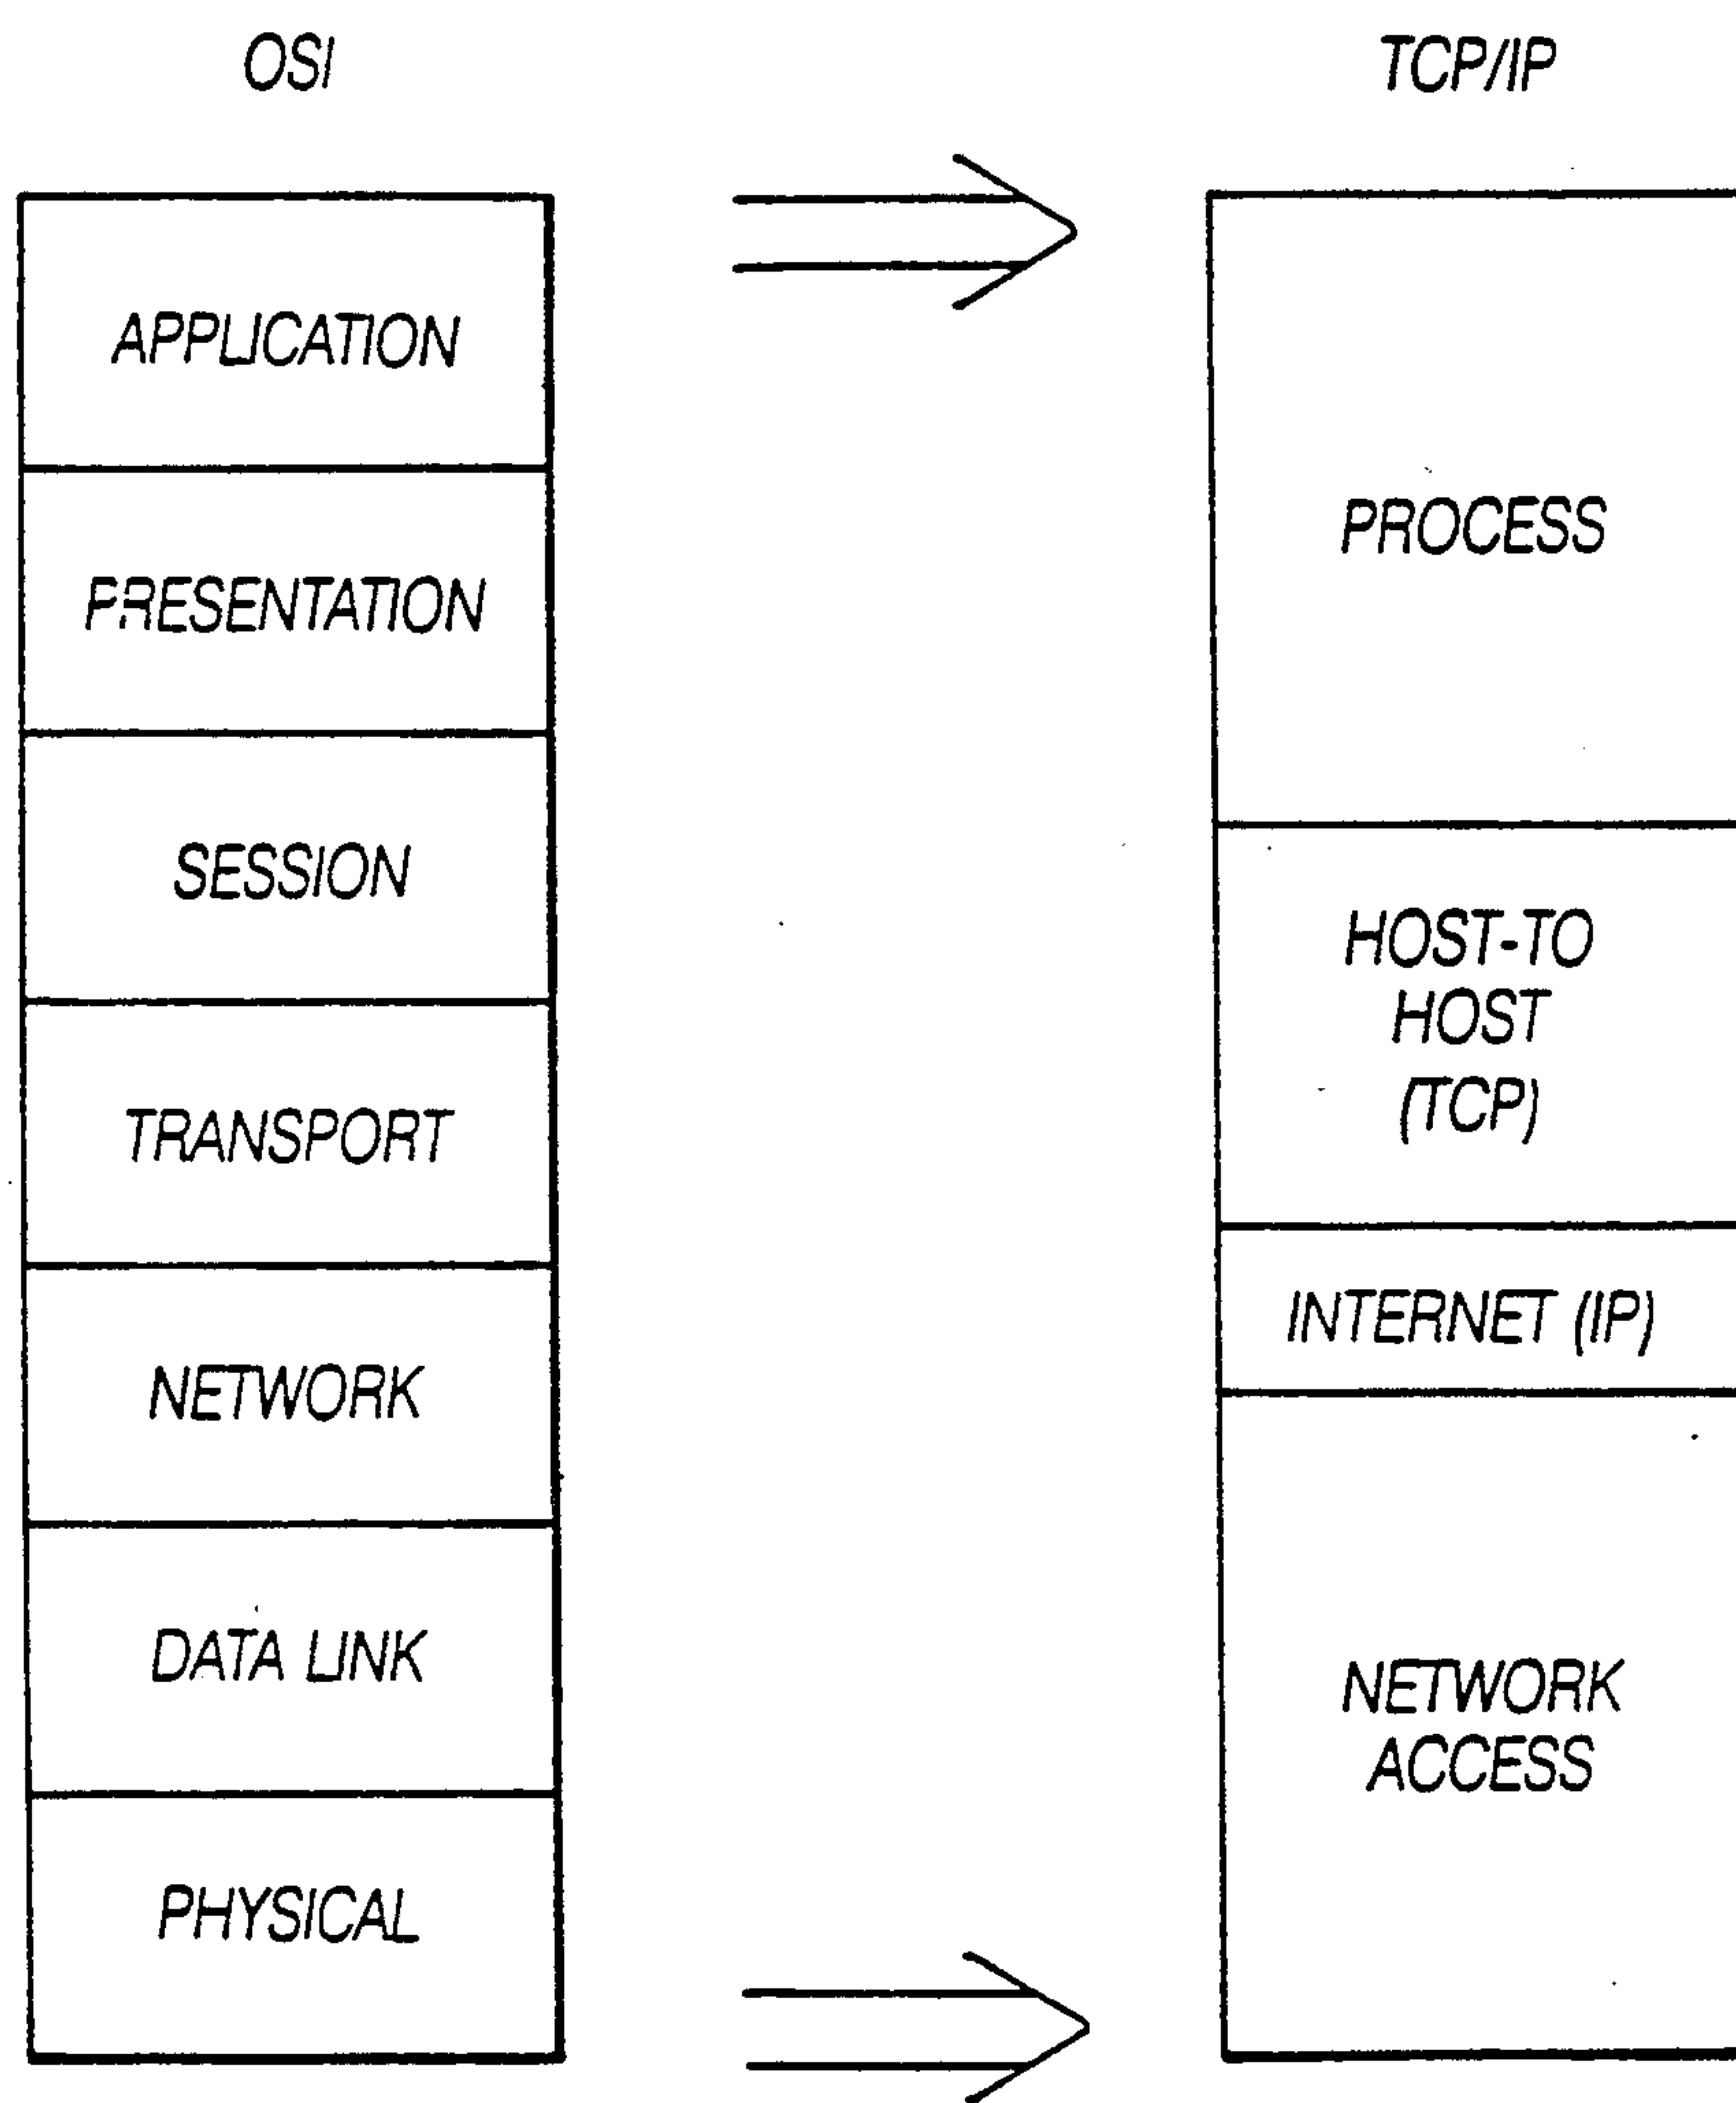 OSI
APPLICATION
PRESENTATION
SESSION
TRANSPORT
NETWORK
DATA LINK
PHYSICAL
TCP/IP
PROCESS
HOST-TO
HOST
(TCP)
INTERNET (IP)
NETWORK
ACCESS